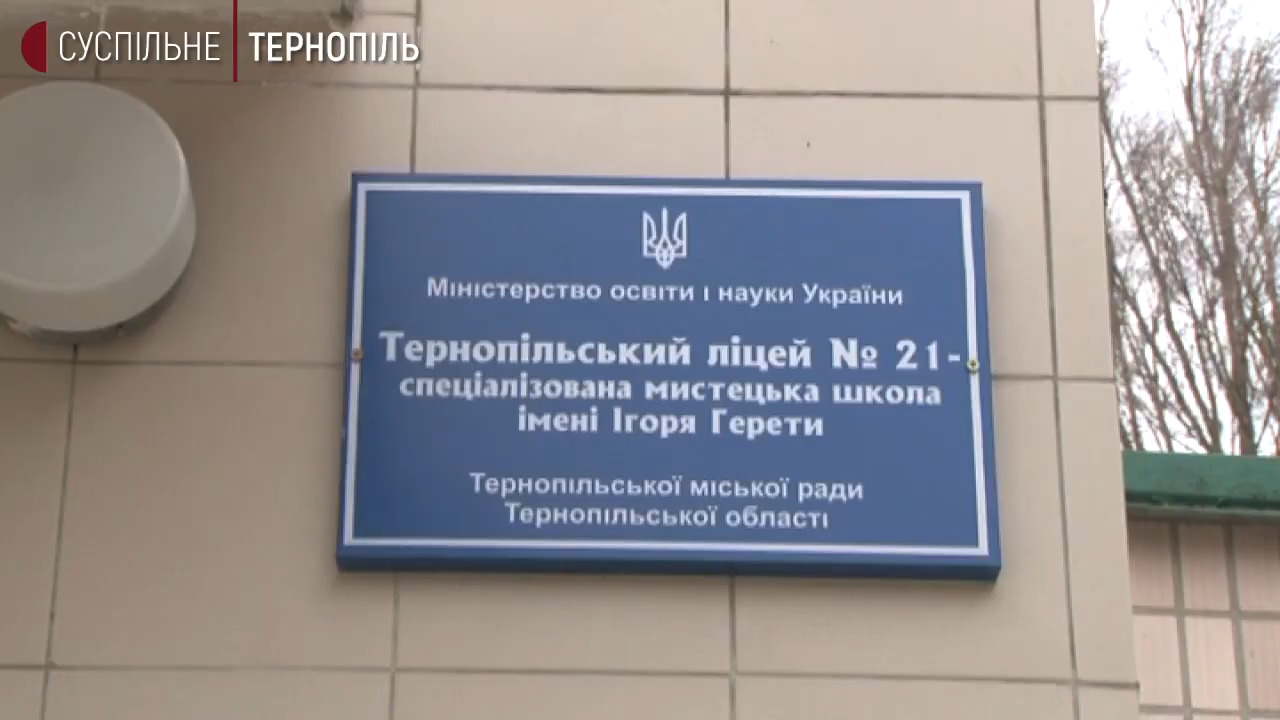 СУСПІЛЬНЕ ТЕРНОПІЛЬ
Міністерство освіти і науки України
Тернопільський ліцей № 21-
спеціалізована мистецька школа
імені Ігоря Герети
Тернопільської міської ради
Тернопільської області